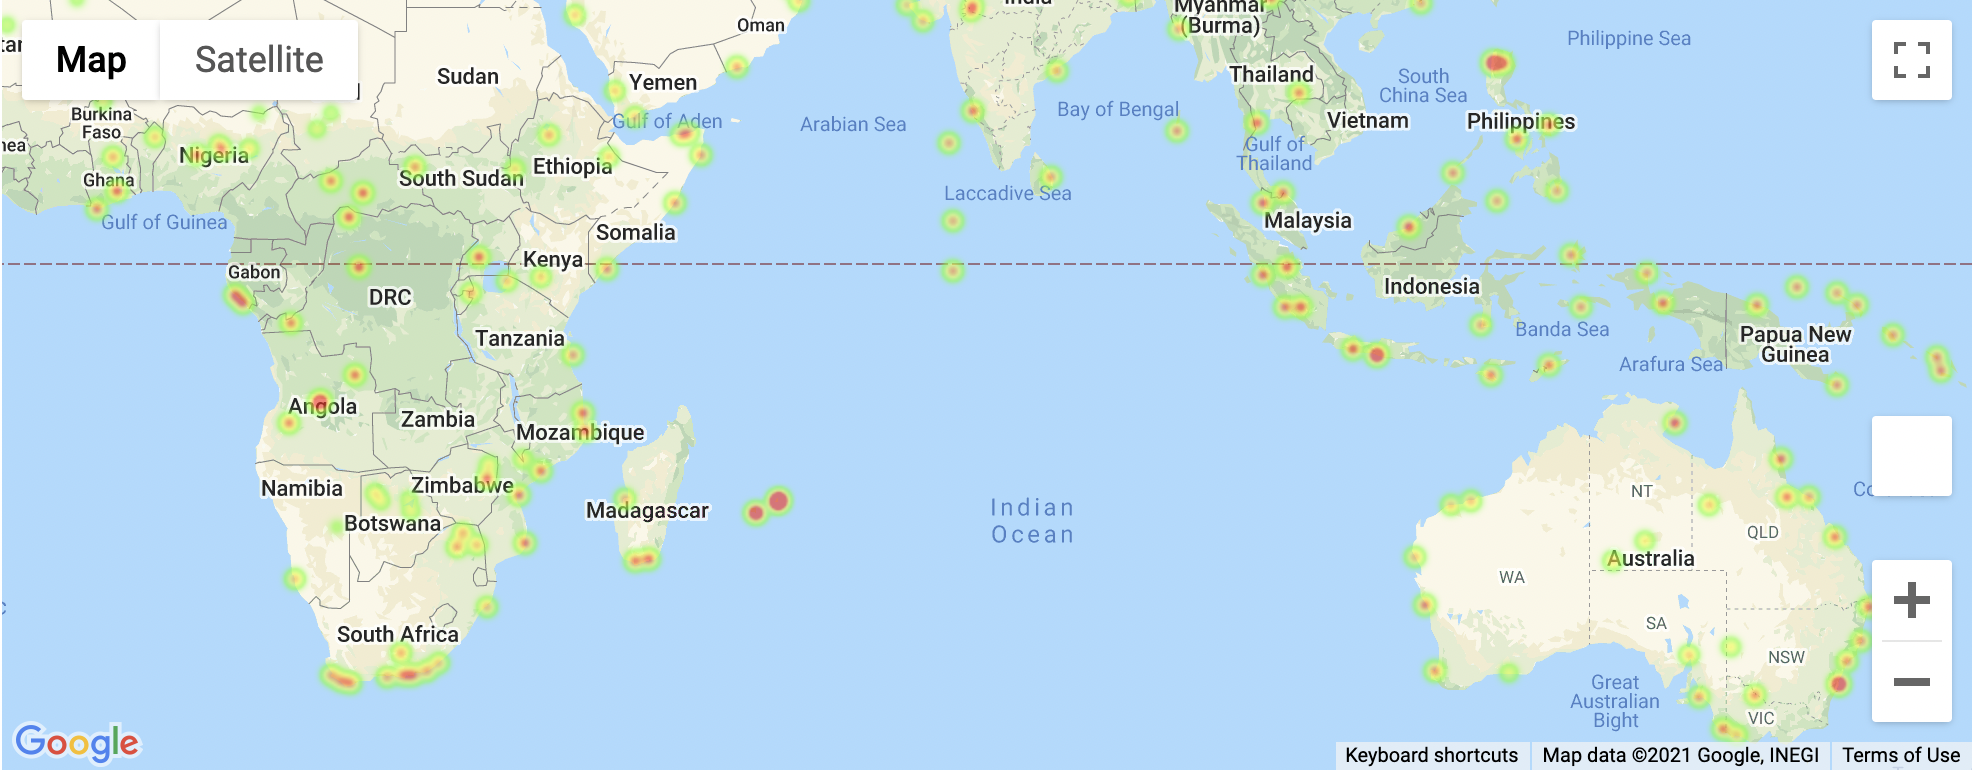 India
Myanmar
(Burma)
Oman
Philippine Sea
Map
Satellite
Sudan
Yemen
Thailand
South
China Sea
Burkina
Faso
Gulf of Aden
Arabian Sea
Bay of Bengal
Vietnam
Philippines
Nigeria
Ethiopia
Gulf of
Thailand
Ghana
South Sudan
Laccadive Sea
Gulf of Guinea
Somalia
Malaysia
Gabon
Kenya
DRC
Indonesia
Tanzania
Banda Sea
Papua New
Guinea
Arafura Sea
Angola
Zambia
Mozambique
Namibia
Zimbabwe
Madagascar
Indian
Ocean
NT
Botswana
QLD
Australia
WA
South Africa
SA
NSW
Great
Australian
Bight
VIC
Google
Keyboard shortcuts
Map data ©2021 Google, INEGI
Terms of Use